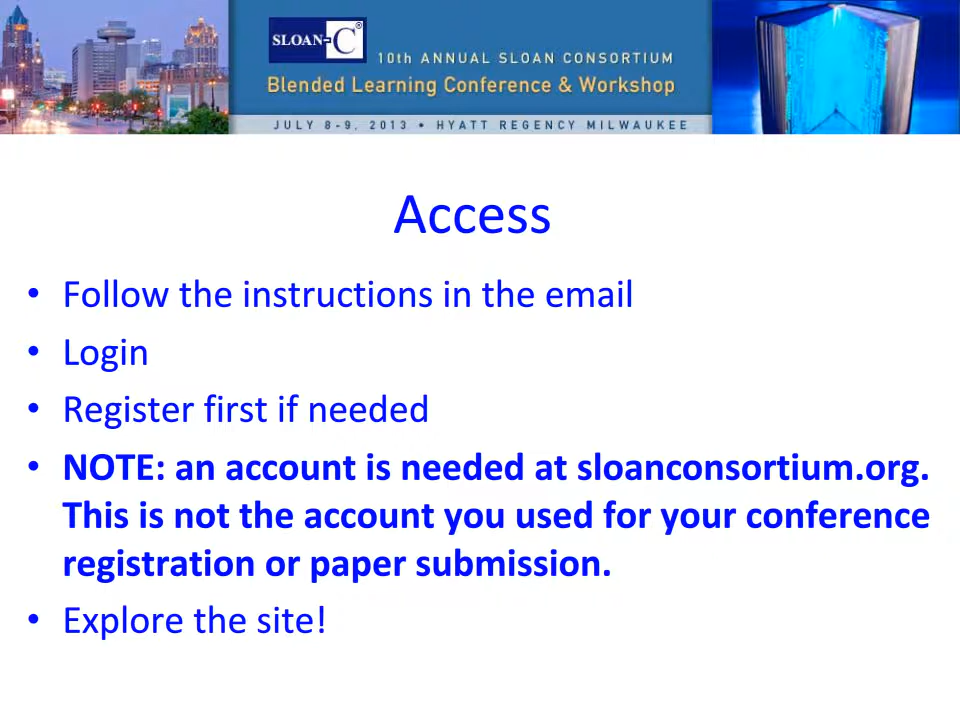 SLOAN-C®
10th ANNUAL SLOAN CONSORTIUM
Blended Learning Conference & Workshop
JULY 8-9, 2013 • HYATT REGENCY MILWAUKEE
Access
• Follow the instructions in the email
• Login
• Register first if needed
• NOTE: an account is needed at sloanconsortium.org.
This is not the account you used for your conference
registration or paper submission.
• Explore the site!